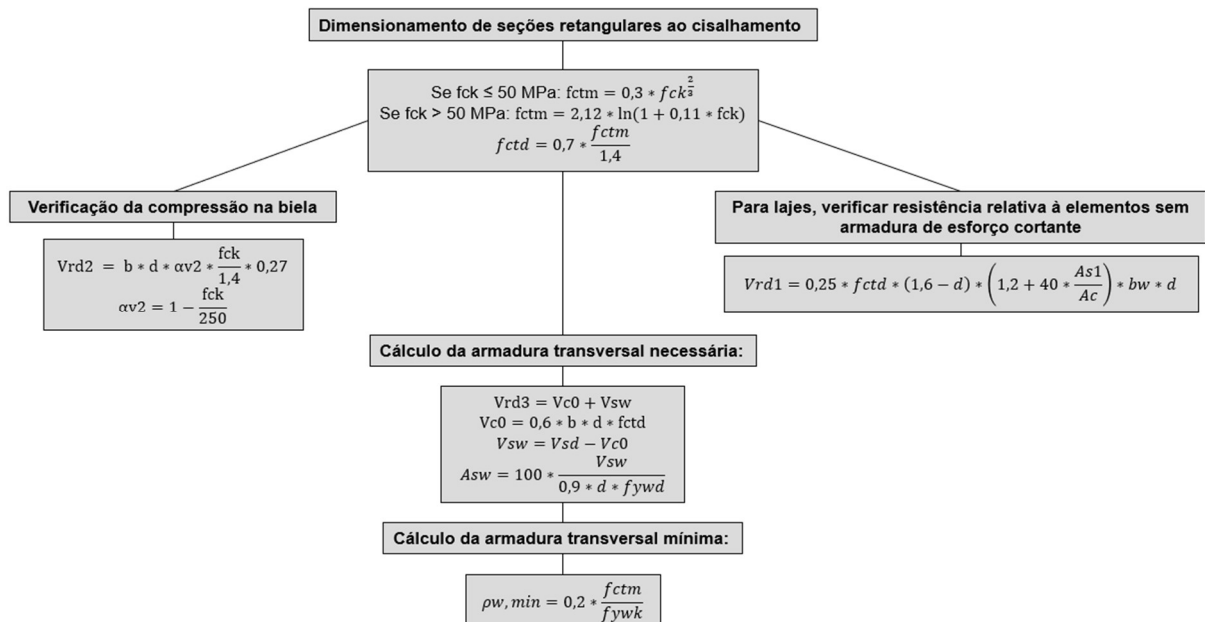 Dimensionamento de seções retangulares ao cisalhamento
Se fck ≤ 50 MPa: fctm = 0,3 * fck^(2/3)
Se fck > 50 MPa: fctm = 2,12 * ln(1 + 0,11 * fck)
fctd = 0,7 * fctm/1,4
Verificação da compressão na biela
Vrd2 = b * d * αv2 * fck/1,4 * 0,27
αv2 = 1 − fck/250
Para lajes, verificar resistência relativa à elementos sem
armadura de esforço cortante
Vrd1 = 0,25 * fctd * (1,6 − d) * (1,2 + 40 * As1/Ac) * bw * d
Cálculo da armadura transversal necessária:
Vrd3 = Vc0 + Vsw
Vc0 = 0,6 * b * d * fctd
Vsw = Vsd − Vc0
Asw = 100 * Vsw/(0,9 * d * fywd)
Cálculo da armadura transversal mínima:
ρw, min = 0,2 * fctm/fywk